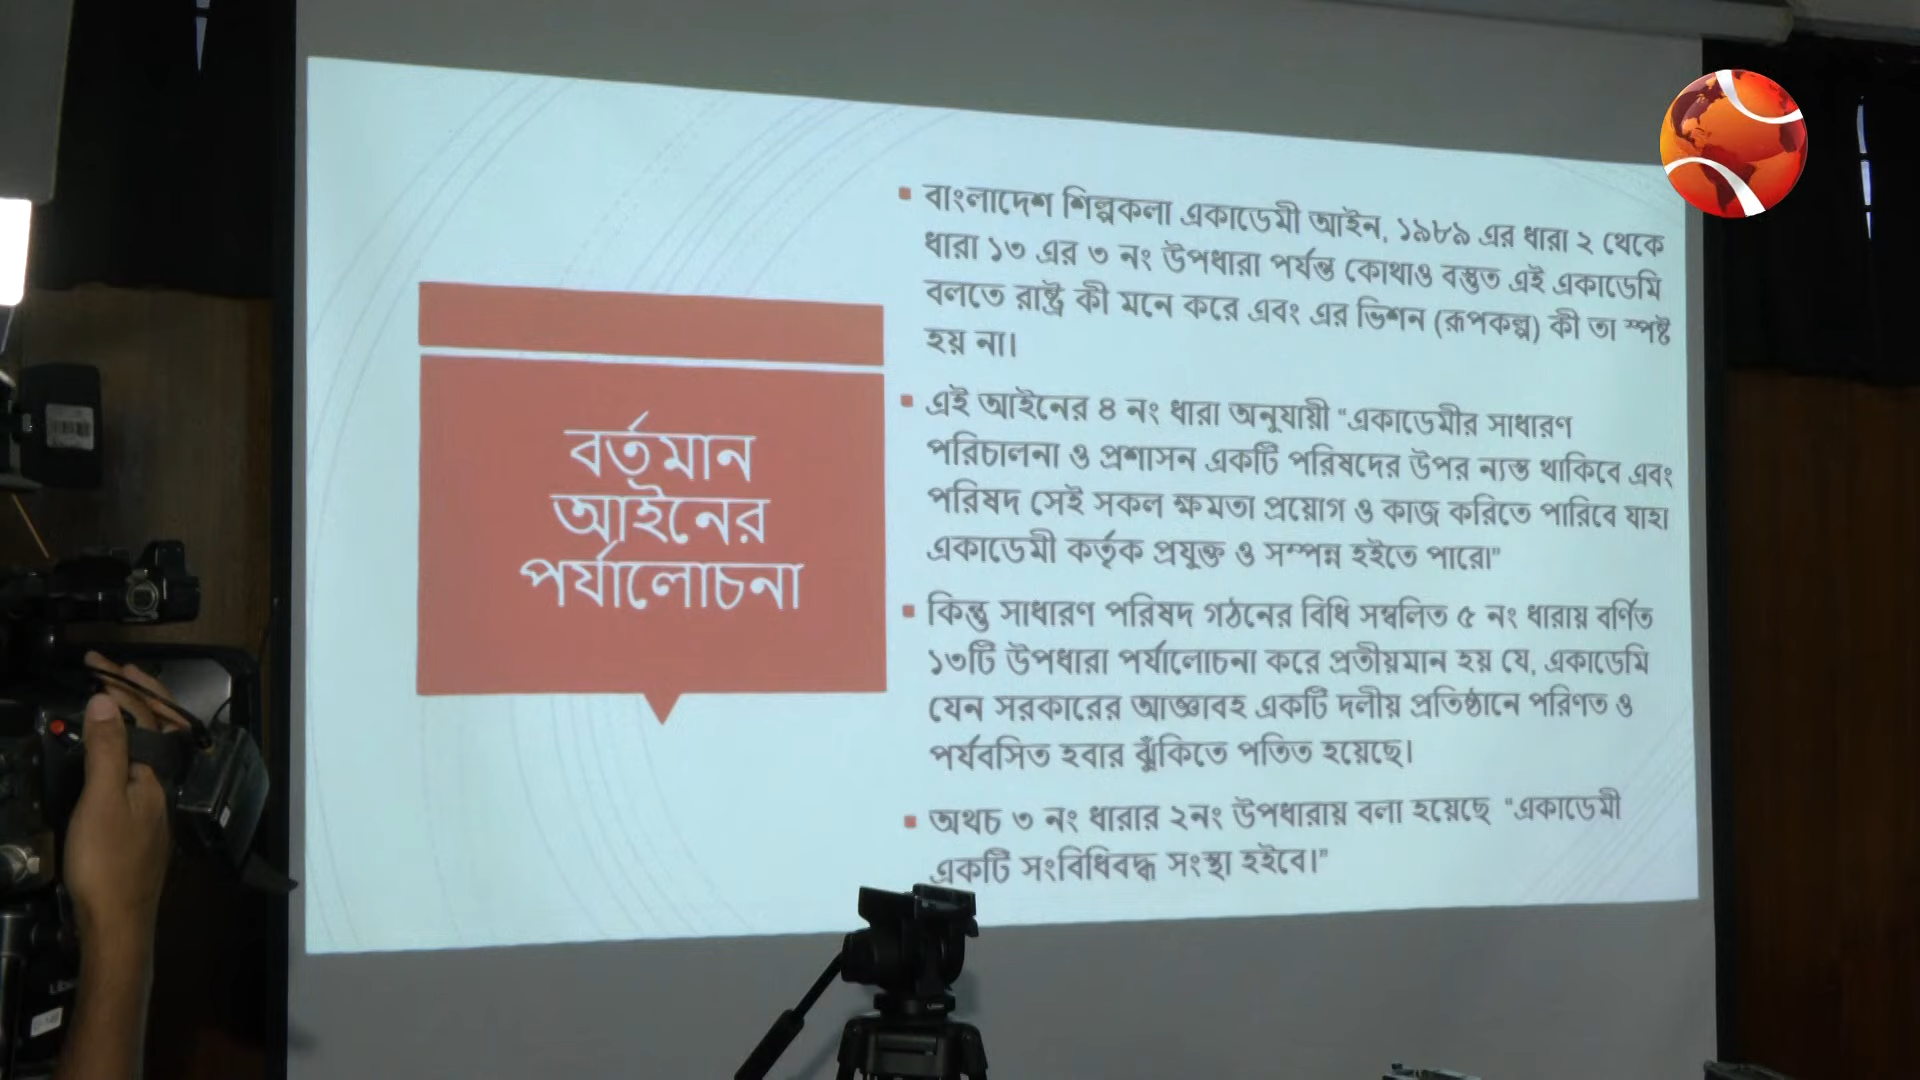 বর্তমান
আইনের
পর্যালোচনা
বাংলাদেশ শিল্পকলা একাডেমী আইন, ১৯৮৯ এর ধারা ২ থেকে
ধারা ১৩ এর ৩ নং উপধারা পর্যন্ত কোথাও বস্তুত এই একাডেমি
বলতে রাষ্ট্র কী মনে করে এবং এর ভিশন (রূপকল্প) কী তা স্পষ্ট
হয় না।
এই আইনের ৪ নং ধারা অনুযায়ী “একাডেমীর সাধারণ
পরিচালনা ও প্রশাসন একটি পরিষদের উপর ন্যস্ত থাকিবে এবং
পরিষদ সেই সকল ক্ষমতা প্রয়োগ ও কাজ করিতে পারিবে যাহা
একাডেমী কর্তৃক প্রযুক্ত ও সম্পন্ন হইতে পারে।”
কিন্তু সাধারণ পরিষদ গঠনের বিধি সম্বলিত ৫ নং ধারায় বর্ণিত
১৩টি উপধারা পর্যালোচনা করে প্রতীয়মান হয় যে, একাডেমি
যেন সরকারের আজ্ঞাবহ একটি দলীয় প্রতিষ্ঠানে পরিণত ও
পর্যবসিত হবার ঝুঁকিতে পতিত হয়েছে।
অথচ ৩ নং ধারার ২নং উপধারায় বলা হয়েছে “একাডেমী
একটি সংবিধিবদ্ধ সংস্থা হইবে।”